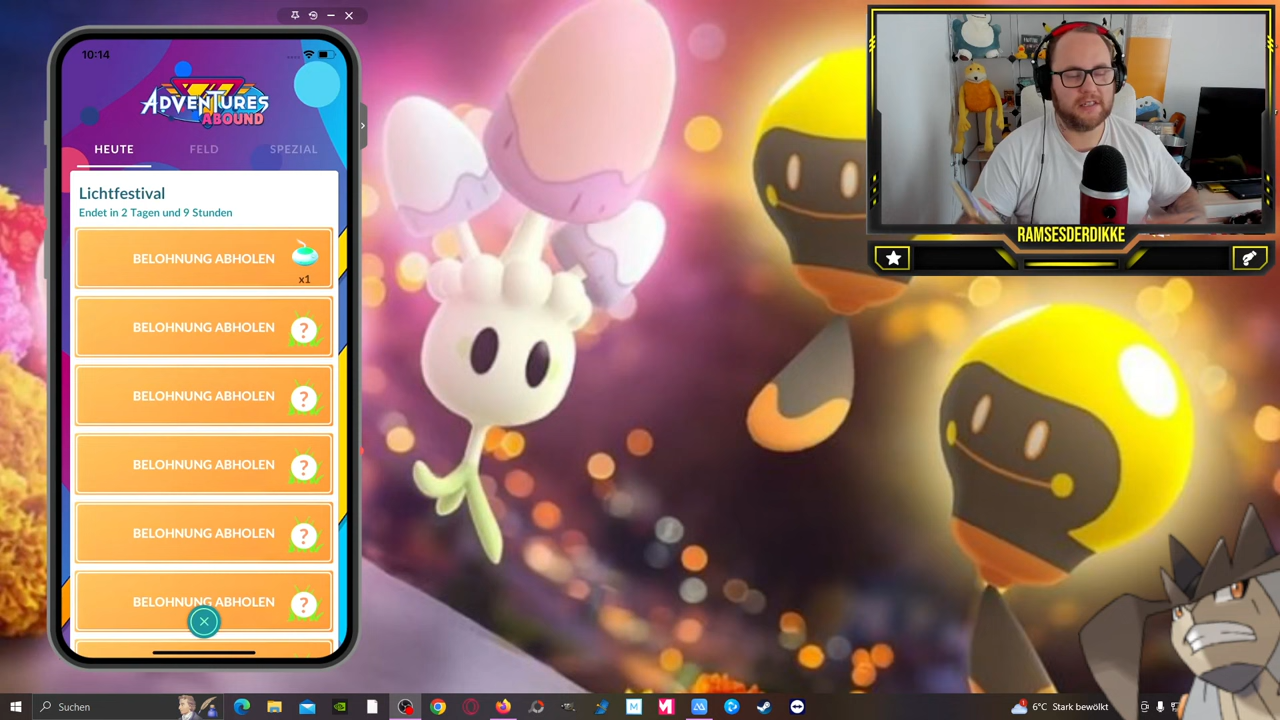 10:14
ADVENTURES
ABOUND
HEUTE FELD SPEZIAL
Lichtfestival
Endet in 2 Tagen und 9 Stunden
BELOHNUNG ABHOLEN
x1
BELOHNUNG ABHOLEN
?
BELOHNUNG ABHOLEN
?
BELOHNUNG ABHOLEN
?
BELOHNUNG ABHOLEN
?
BELOHNUNG ABHOLEN
?
RAMSESDERDIKKE
Suchen
6°C Stark bewölkt